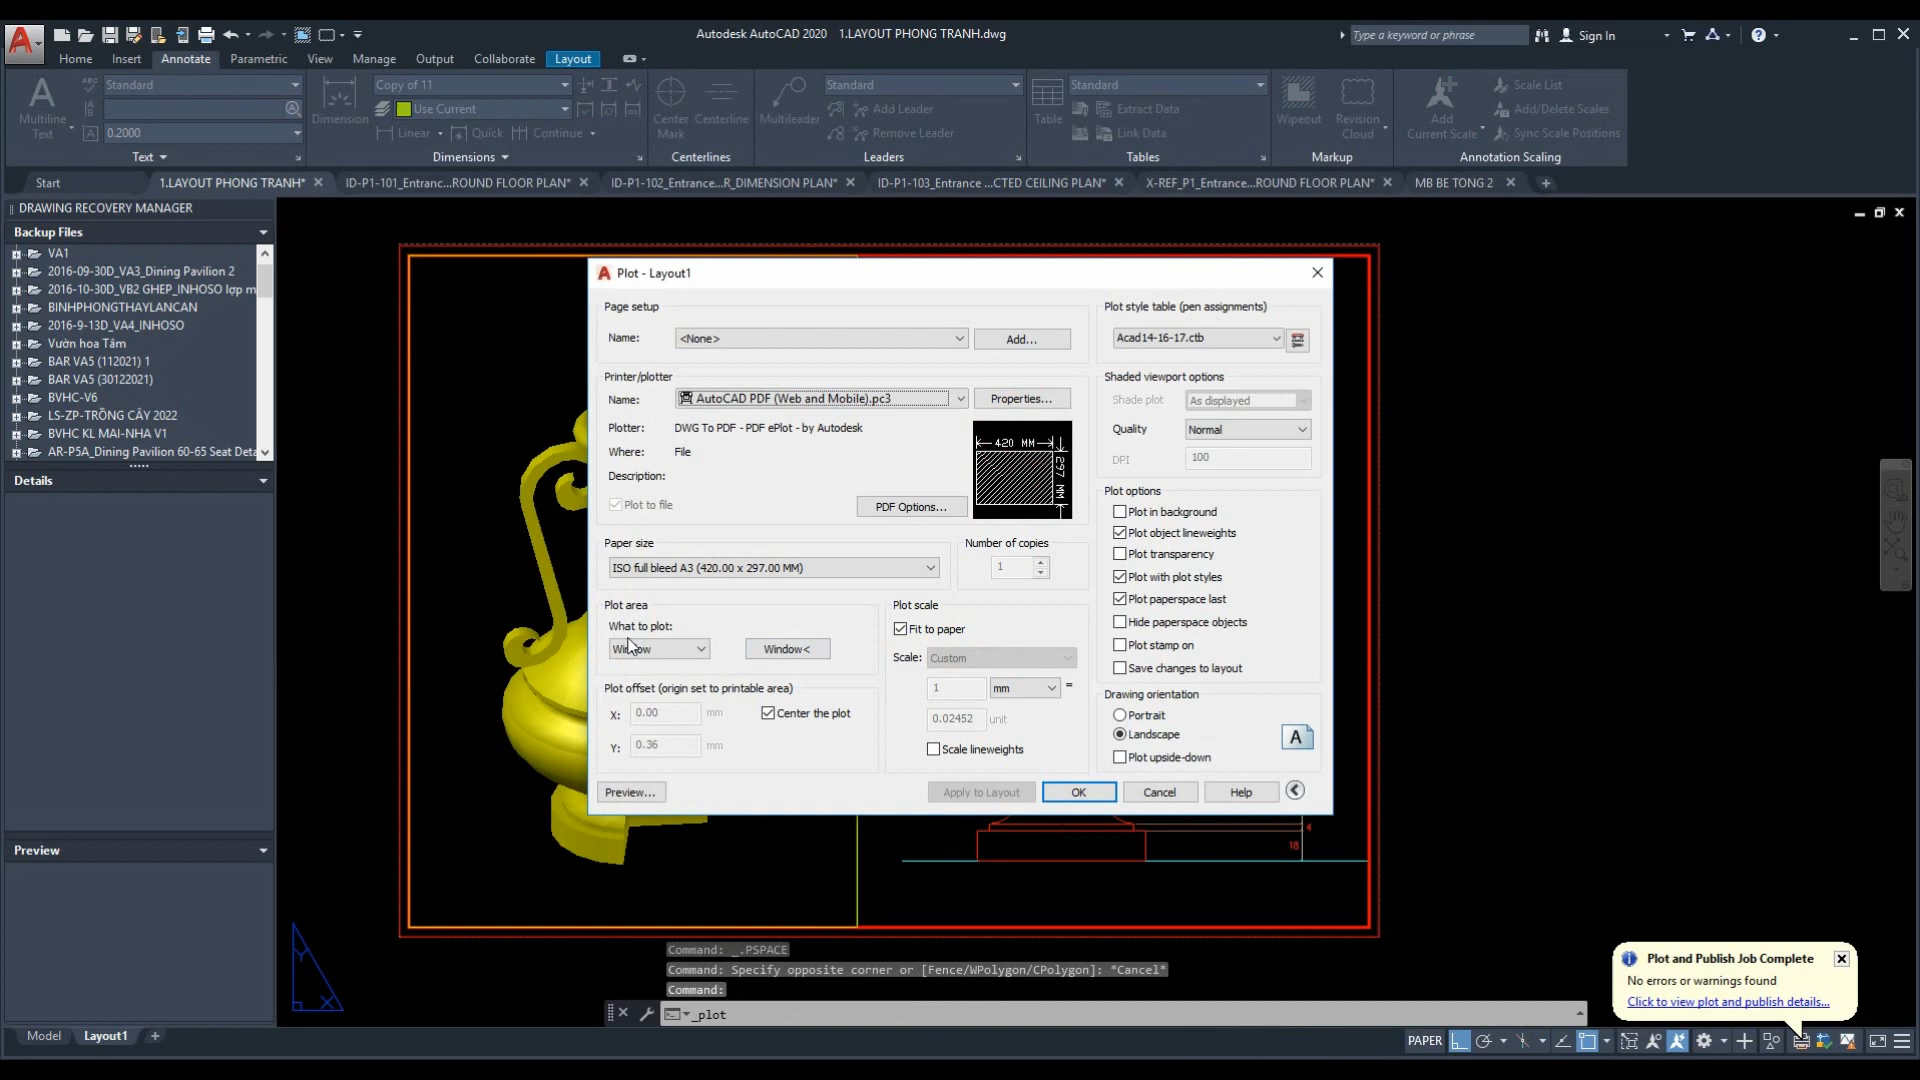 Autodesk AutoCAD 2020 1.LAYOUT PHONG TRANH.dwg
Type a keyword or phrase
Sign In
Home Insert Annotate Parametric View Manage Output Collaborate Layout
Multiline Text
Standard
0.2000
Text
Dimension
Copy of 11
Use Current
Linear Quick Continue
Dimensions
Center Mark
Centerline
Centerlines
Multileader
Standard
Add Leader
Remove Leader
Leaders
Table
Standard
Extract Data
Link Data
Tables
Wipeout
Revision Cloud
Markup
Add Current Scale
Scale List
Add/Delete Scales
Sync Scale Positions
Annotation Scaling
Start
1.LAYOUT PHONG TRANH*
ID-P1-101_Entranc...ROUND FLOOR PLAN*
ID-P1-102_Entrance...R_DIMENSION PLAN*
ID-P1-103_Entrance ...CTED CEILING PLAN*
X-REF_P1_Entrance...ROUND FLOOR PLAN*
MB BE TONG 2
DRAWING RECOVERY MANAGER
Backup Files
VA1
2016-09-30D_VA3_Dining Pavilion 2
2016-10-30D_VB2 GHEP_INHOSO lợp m
BINHPHONGTHAYLANCAN
2016-9-13D_VA4_INHOSO
Vườn hoa Tâm
BAR VA5 (112021) 1
BAR VA5 (30122021)
BVHC-V6
LS-ZP-TRỒNG CÂY 2022
BVHC KL MAI-NHA V1
AR-P5A_Dining Pavilion 60-65 Seat Deta
Details
Preview
Plot - Layout1
Page setup
Name: <None> Add...
Printer/plotter
Name: AutoCAD PDF (Web and Mobile).pc3 Properties...
Plotter: DWG To PDF - PDF ePlot - by Autodesk
Where: File
Description:
Plot to file
PDF Options...
420 MM
297 MM
Paper size
ISO full bleed A3 (420.00 x 297.00 MM)
Number of copies
1
Plot area
What to plot:
Window
Window<
Plot offset (origin set to printable area)
X: 0.00 mm
Center the plot
Y: 0.36 mm
Plot scale
Fit to paper
Scale: Custom
1 mm =
0.02452 unit
Scale lineweights
Plot style table (pen assignments)
Acad14-16-17.ctb
Shaded viewport options
Shade plot As displayed
Quality Normal
DPI 100
Plot options
Plot in background
Plot object lineweights
Plot transparency
Plot with plot styles
Plot paperspace last
Hide paperspace objects
Plot stamp on
Save changes to layout
Drawing orientation
Portrait
Landscape
Plot upside-down
A
Preview... Apply to Layout OK Cancel Help
4
18
Y
X
Command: _.PSPACE
Command: Specify opposite corner or [Fence/WPolygon/CPolygon]: *Cancel*
Command:
_plot
Plot and Publish Job Complete
No errors or warnings found
Click to view plot and publish details...
Model Layout1
PAPER